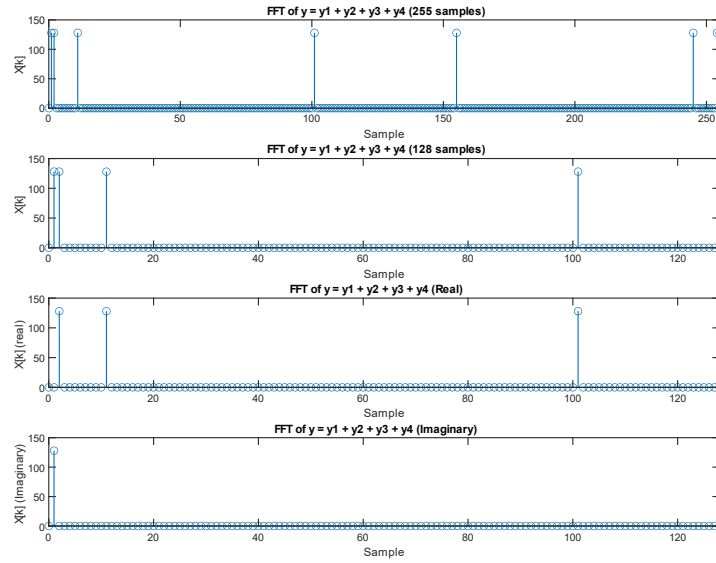 FFT of y = y1 + y2 + y3 + y4 (255 samples)
150
100
50
0
X[k]
0 50 100 150 200 250
Sample
FFT of y = y1 + y2 + y3 + y4 (128 samples)
150
100
50
0
X[k]
0 20 40 60 80 100 120
Sample
FFT of y = y1 + y2 + y3 + y4 (Real)
150
100
50
0
X[k] (real)
0 20 40 60 80 100 120
Sample
FFT of y = y1 + y2 + y3 + y4 (Imaginary)
150
100
50
0
X[k] (Imaginary)
0 20 40 60 80 100 120
Sample